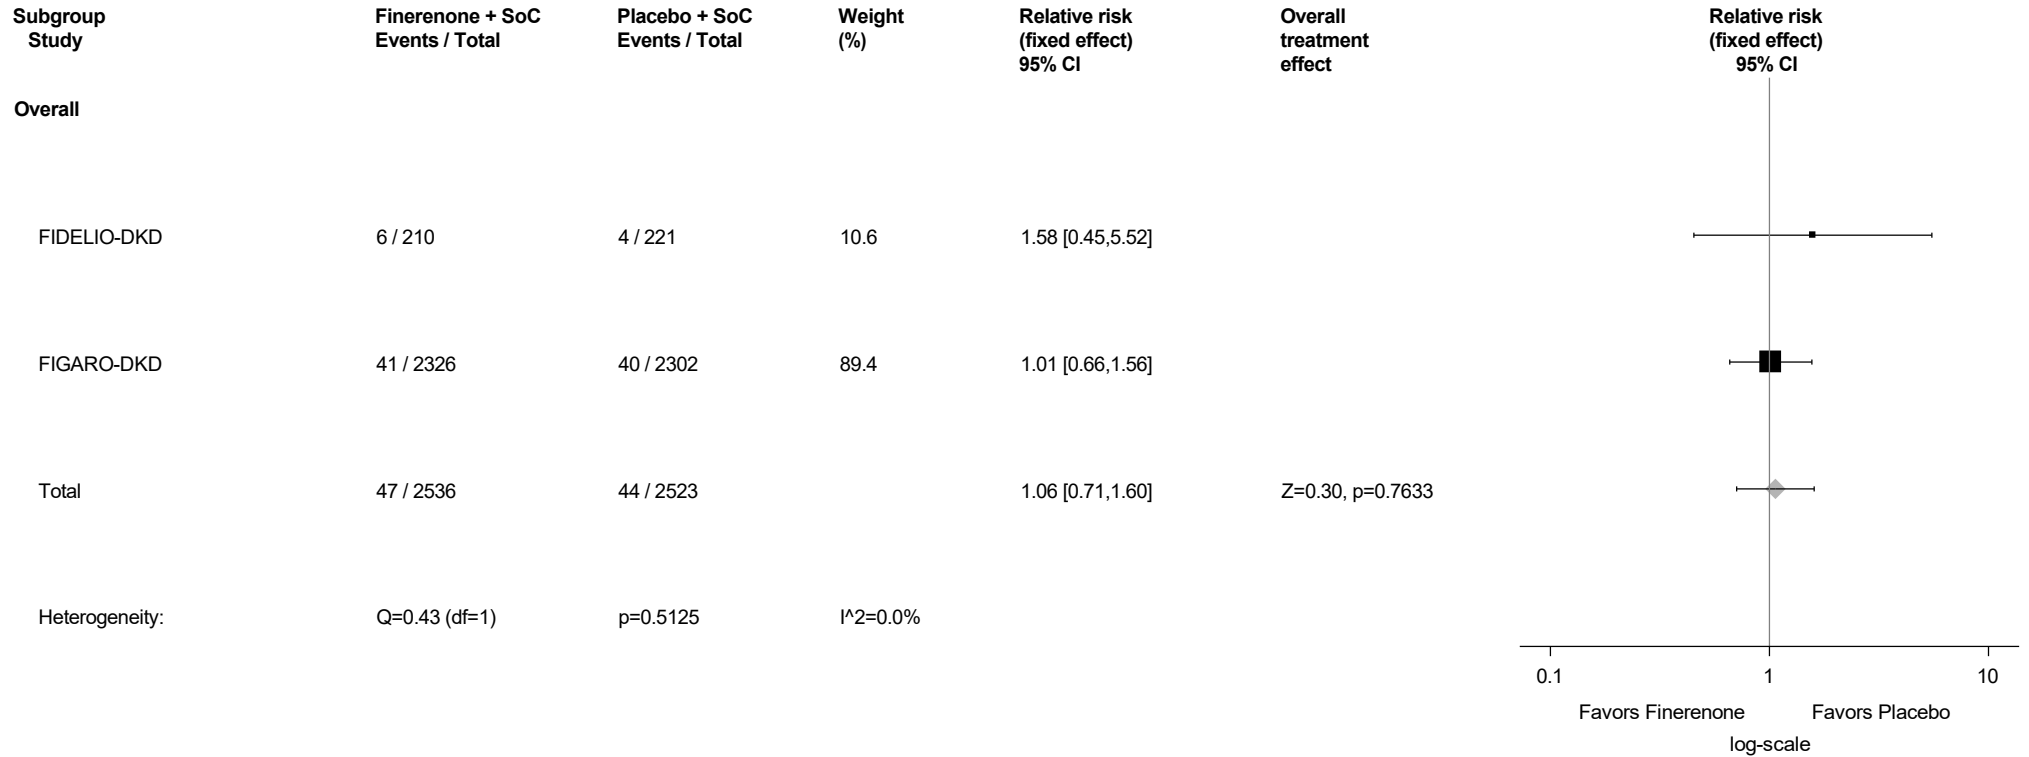 Subgroup Finerenone + SoC Placebo + SoC Weight Relative risk Overall Relative risk
Study Events / Total Events / Total (%) (fixed effect) treatment (fixed effect)
95% CI effect 95% CI
Overall
FIDELIO-DKD 6 / 210 4 / 221 10.6 1.58 [0.45,5.52]
FIGARO-DKD 41 / 2326 40 / 2302 89.4 1.01 [0.66,1.56]
Total 47 / 2536 44 / 2523 1.06 [0.71,1.60] Z=0.30, p=0.7633
Heterogeneity: Q=0.43 (df=1) p=0.5125 I^2=0.0%
0.1 1 10
Favors Finerenone Favors Placebo
log-scale